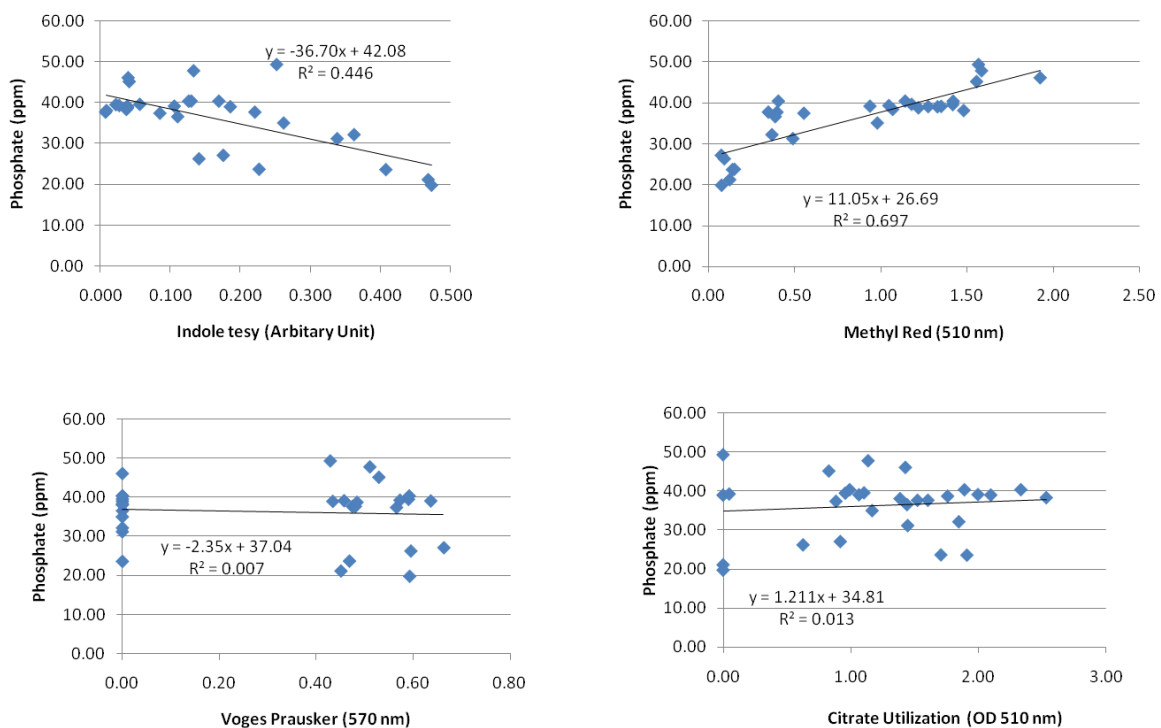 60.00
50.00
40.00
30.00
20.00
10.00
0.00
Phosphate (ppm)
y = -36.70x + 42.08
R² = 0.446
0.000 0.100 0.200 0.300 0.400 0.500
Indole tesy (Arbitary Unit)
60.00
50.00
40.00
30.00
20.00
10.00
0.00
Phosphate (ppm)
y = 11.05x + 26.69
R² = 0.697
0.00 0.50 1.00 1.50 2.00 2.50
Methyl Red (510 nm)
60.00
50.00
40.00
30.00
20.00
10.00
0.00
Phosphate (ppm)
y = -2.35x + 37.04
R² = 0.007
0.00 0.20 0.40 0.60 0.80
Voges Prausker (570 nm)
60.00
50.00
40.00
30.00
20.00
10.00
0.00
Phosphate (ppm)
y = 1.211x + 34.81
R² = 0.013
0.00 1.00 2.00 3.00
Citrate Utilization (OD 510 nm)